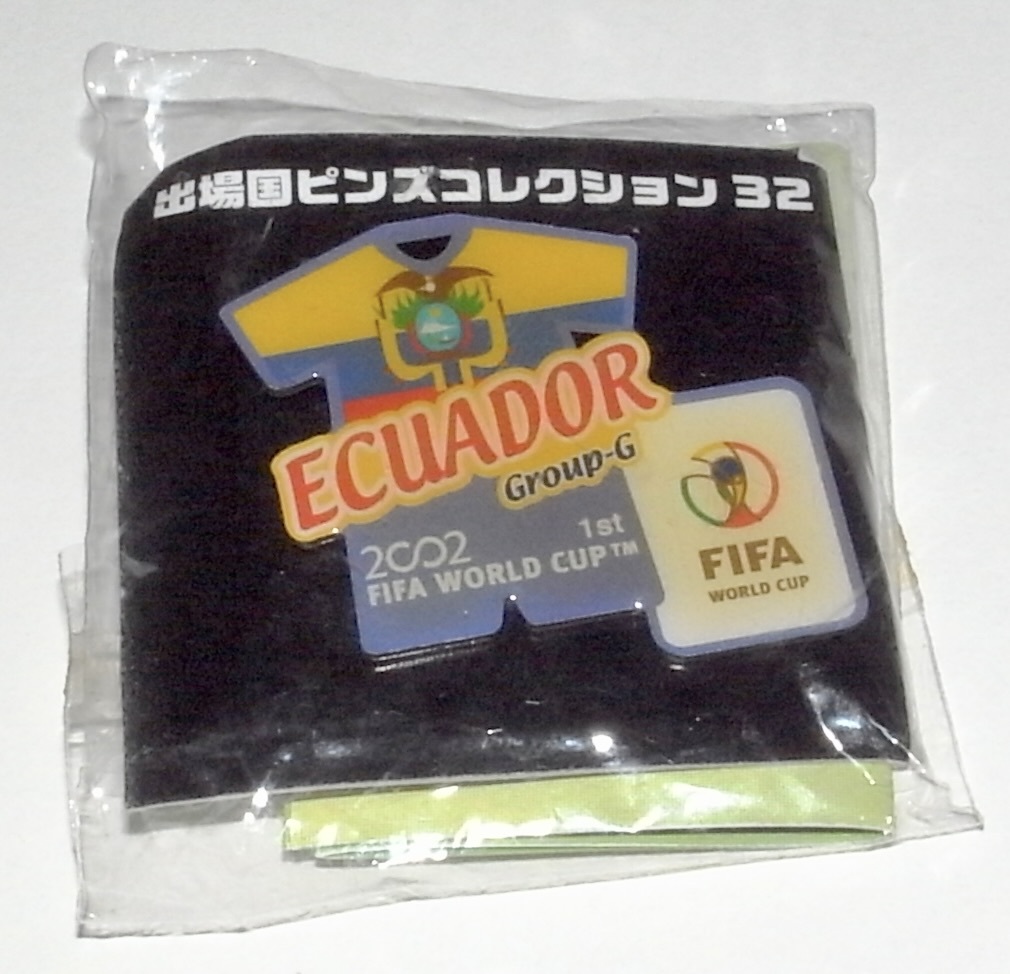 出場国ピンズコレクション 32
ECUADOR
Group-G
2002 1st
FIFA WORLD CUP™
FIFA
WORLD CUP